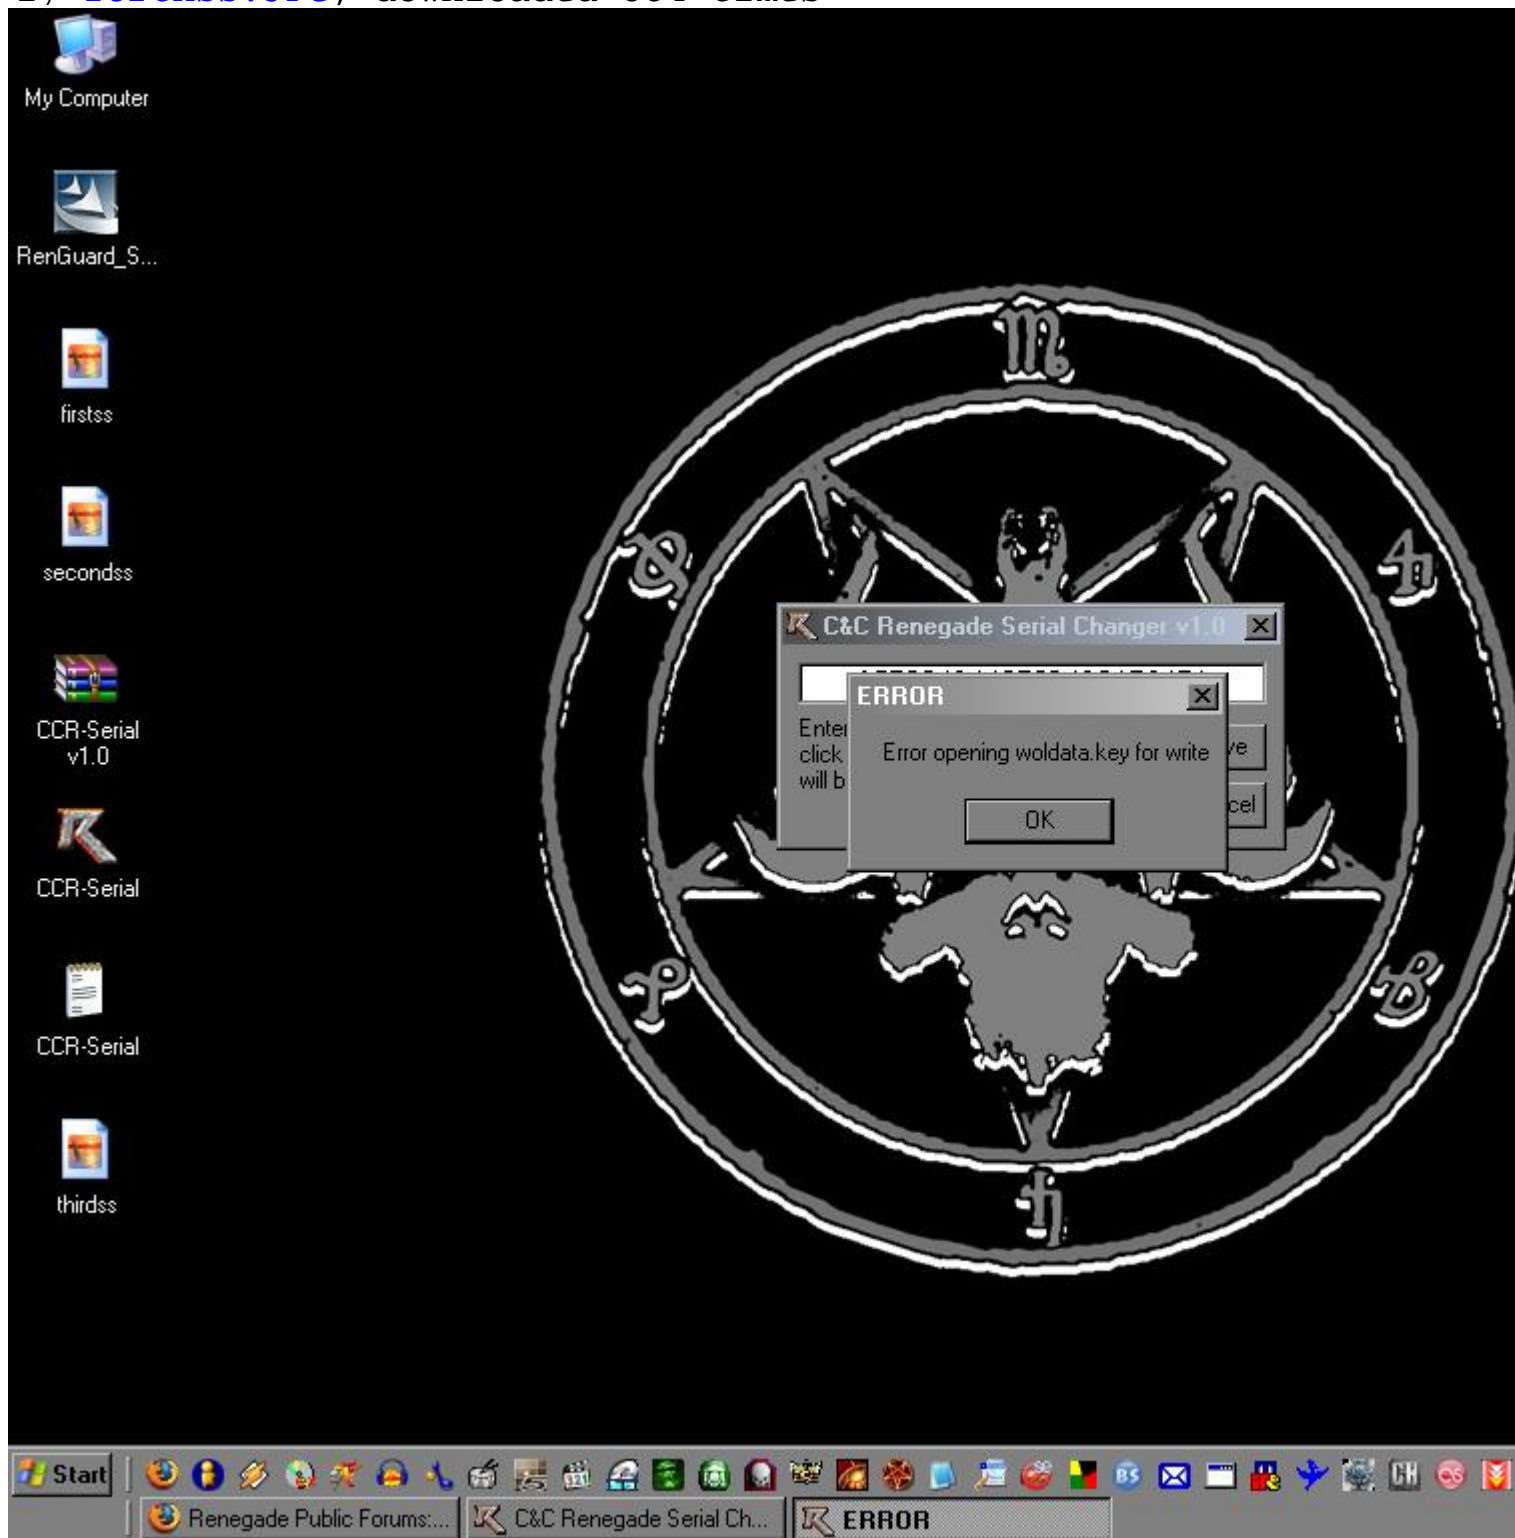 My Computer
RenGuard_S...
firstss
secondss
CCR-Serial
v1.0
CCR-Serial
CCR-Serial
thirdss
C&C Renegade Serial Changer v1.0
ERROR
Enter
click
will b
Error opening woldata.key for write
OK
ve
cel
Start
Renegade Public Forums:...
C&C Renegade Serial Ch...
ERROR